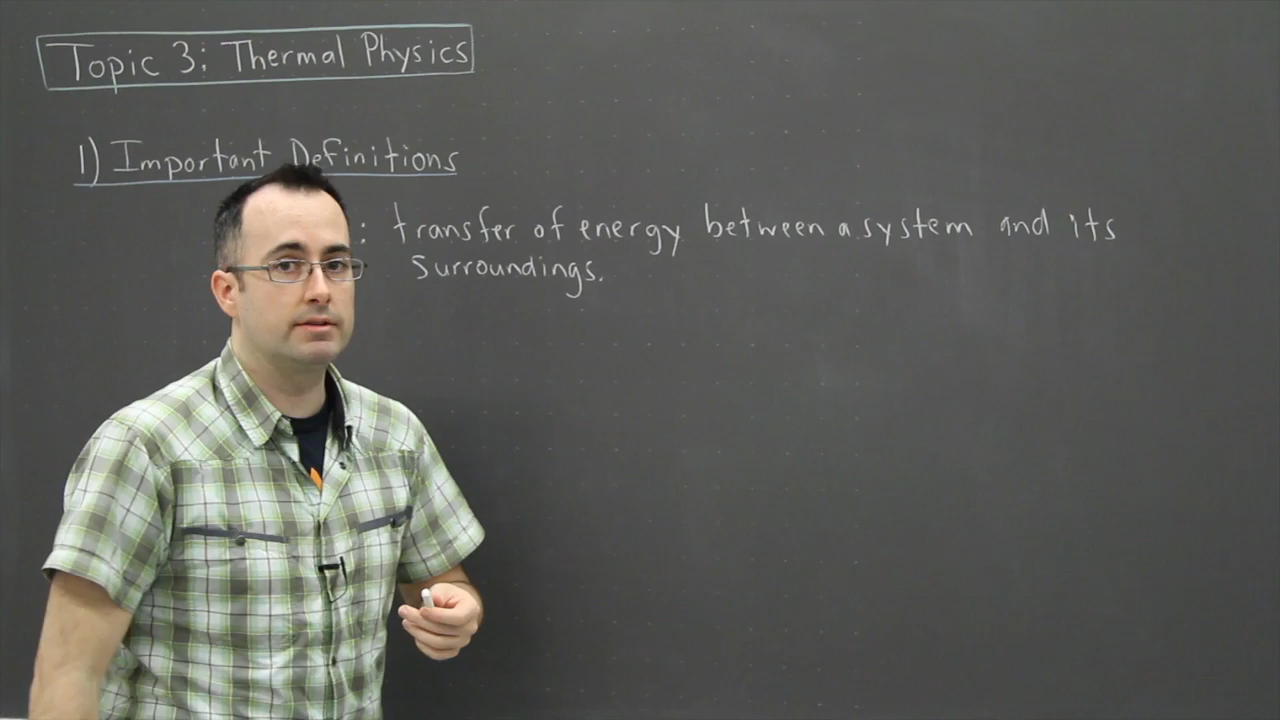 Topic 3: Thermal Physics
1) Important Definitions
: transfer of energy between a system and its
surroundings.